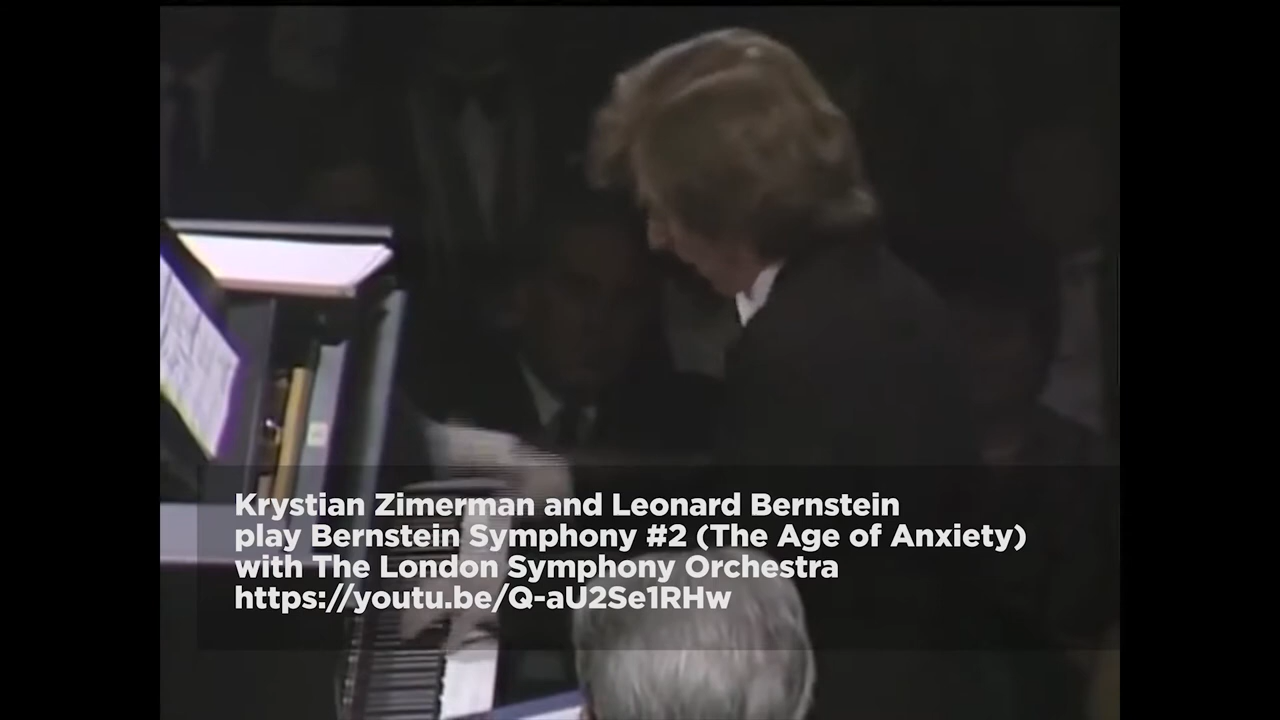 Krystian Zimerman and Leonard Bernstein
play Bernstein Symphony #2 (The Age of Anxiety)
with The London Symphony Orchestra
https://youtu.be/Q-aU2Se1RHw